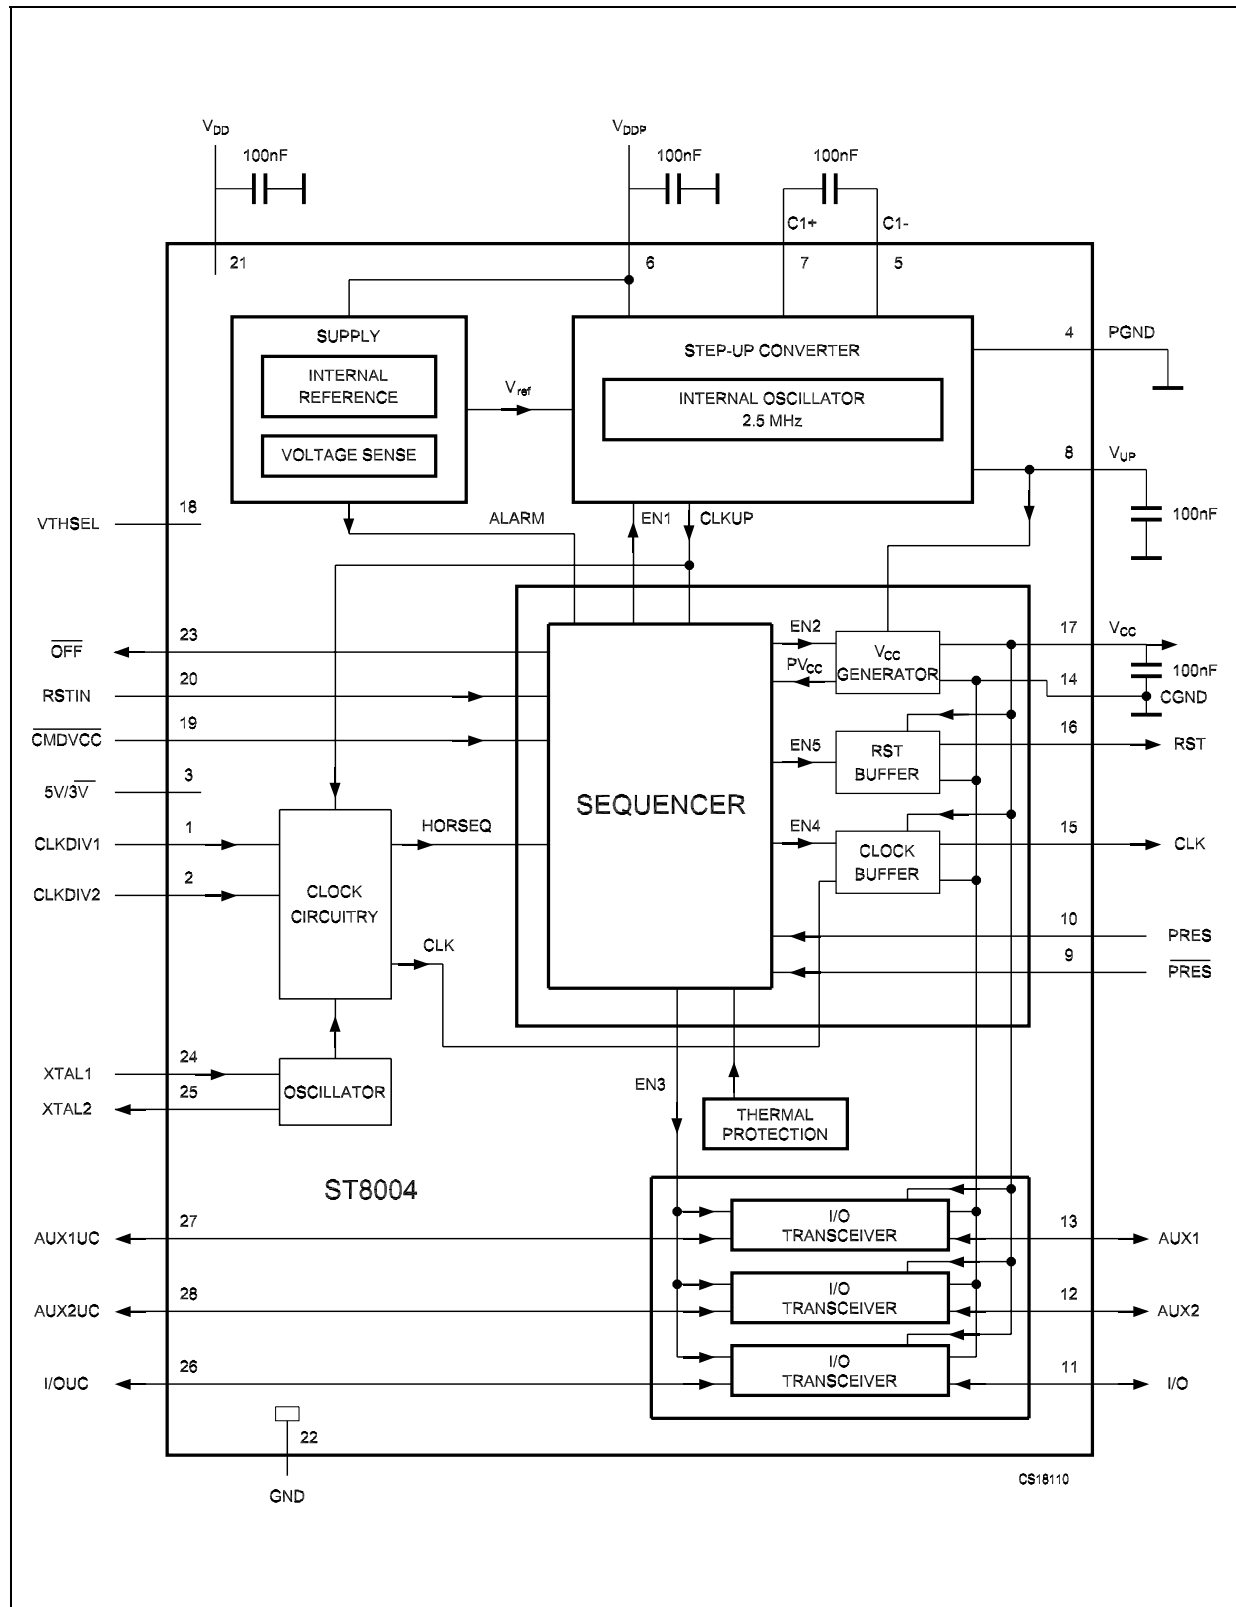 VDD
VDDP
100nF
100nF
100nF
C1+
C1-
21
6
7
5
SUPPLY
INTERNAL
REFERENCE
VOLTAGE SENSE
Vref
STEP-UP CONVERTER
INTERNAL OSCILLATOR
2.5 MHz
4
PGND
8
VUP
100nF
18
VTHSEL
ALARM
EN1
CLKUP
23
OFF
20
RSTIN
19
CMDVCC
3
5V/3V
1
CLKDIV1
2
CLKDIV2
HORSEQ
CLOCK
CIRCUITRY
CLK
SEQUENCER
EN2
PVCC
VCC
GENERATOR
17
VCC
100nF
14
CGND
EN5
RST
BUFFER
16
RST
EN4
CLOCK
BUFFER
15
CLK
10
PRES
9
PRES
24
XTAL1
25
XTAL2
OSCILLATOR
EN3
THERMAL
PROTECTION
ST8004
27
AUX1UC
I/O
TRANSCEIVER
13
AUX1
28
AUX2UC
I/O
TRANSCEIVER
12
AUX2
26
I/OUC
I/O
TRANSCEIVER
11
I/O
22
GND
CS18110